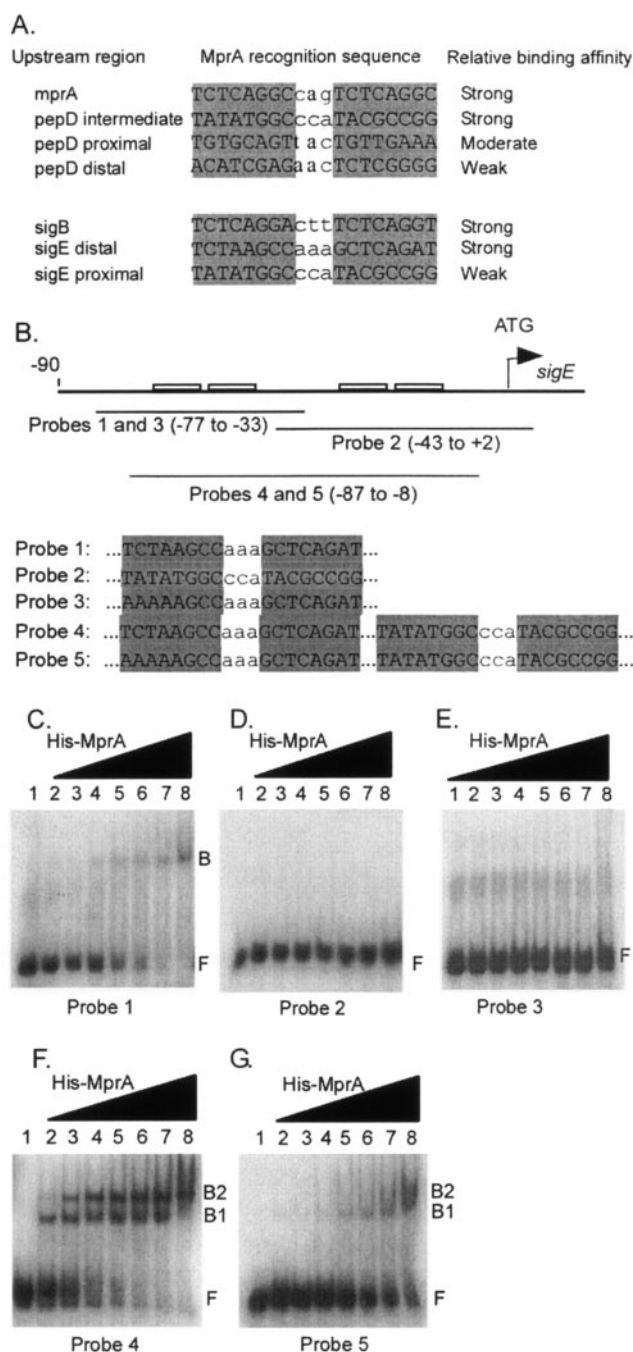 A.
Upstream region MprA recognition sequence Relative binding affinity
mprA TCTCAGGCcagTCTCAGGC Strong
pepD intermediate TATATGGCccaTACGCCGG Strong
pepD proximal TGTGCAGTtacTGTTGAAA Moderate
pepD distal ACATCGAGaacTCTCGGGG Weak
sigB TCTCAGGActtTCTCAGGT Strong
sigE distal TCTAAGCCaaaGCTCAGAT Strong
sigE proximal TATATGGCccaTACGCCGG Weak
B.
ATG
-90
sigE
Probes 1 and 3 (-77 to -33)
Probe 2 (-43 to +2)
Probes 4 and 5 (-87 to -8)
Probe 1: ...TCTAAGCCaaaGCTCAGAT...
Probe 2: ...TATATGGCccaTACGCCGG...
Probe 3: ...AAAAAGCCaaaGCTCAGAT...
Probe 4: ...TCTAAGCCaaaGCTCAGAT...TATATGGCccaTACGCCGG...
Probe 5: ...AAAAAGCCaaaGCTCAGAT...TATATGGCccaTACGCCGG...
C. D. E.
His-MprA His-MprA His-MprA
1 2 3 4 5 6 7 8 1 2 3 4 5 6 7 8 1 2 3 4 5 6 7 8
B
F F F
Probe 1 Probe 2 Probe 3
F. G.
His-MprA His-MprA
1 2 3 4 5 6 7 8 1 2 3 4 5 6 7 8
B2 B2
B1 B1
F F
Probe 4 Probe 5